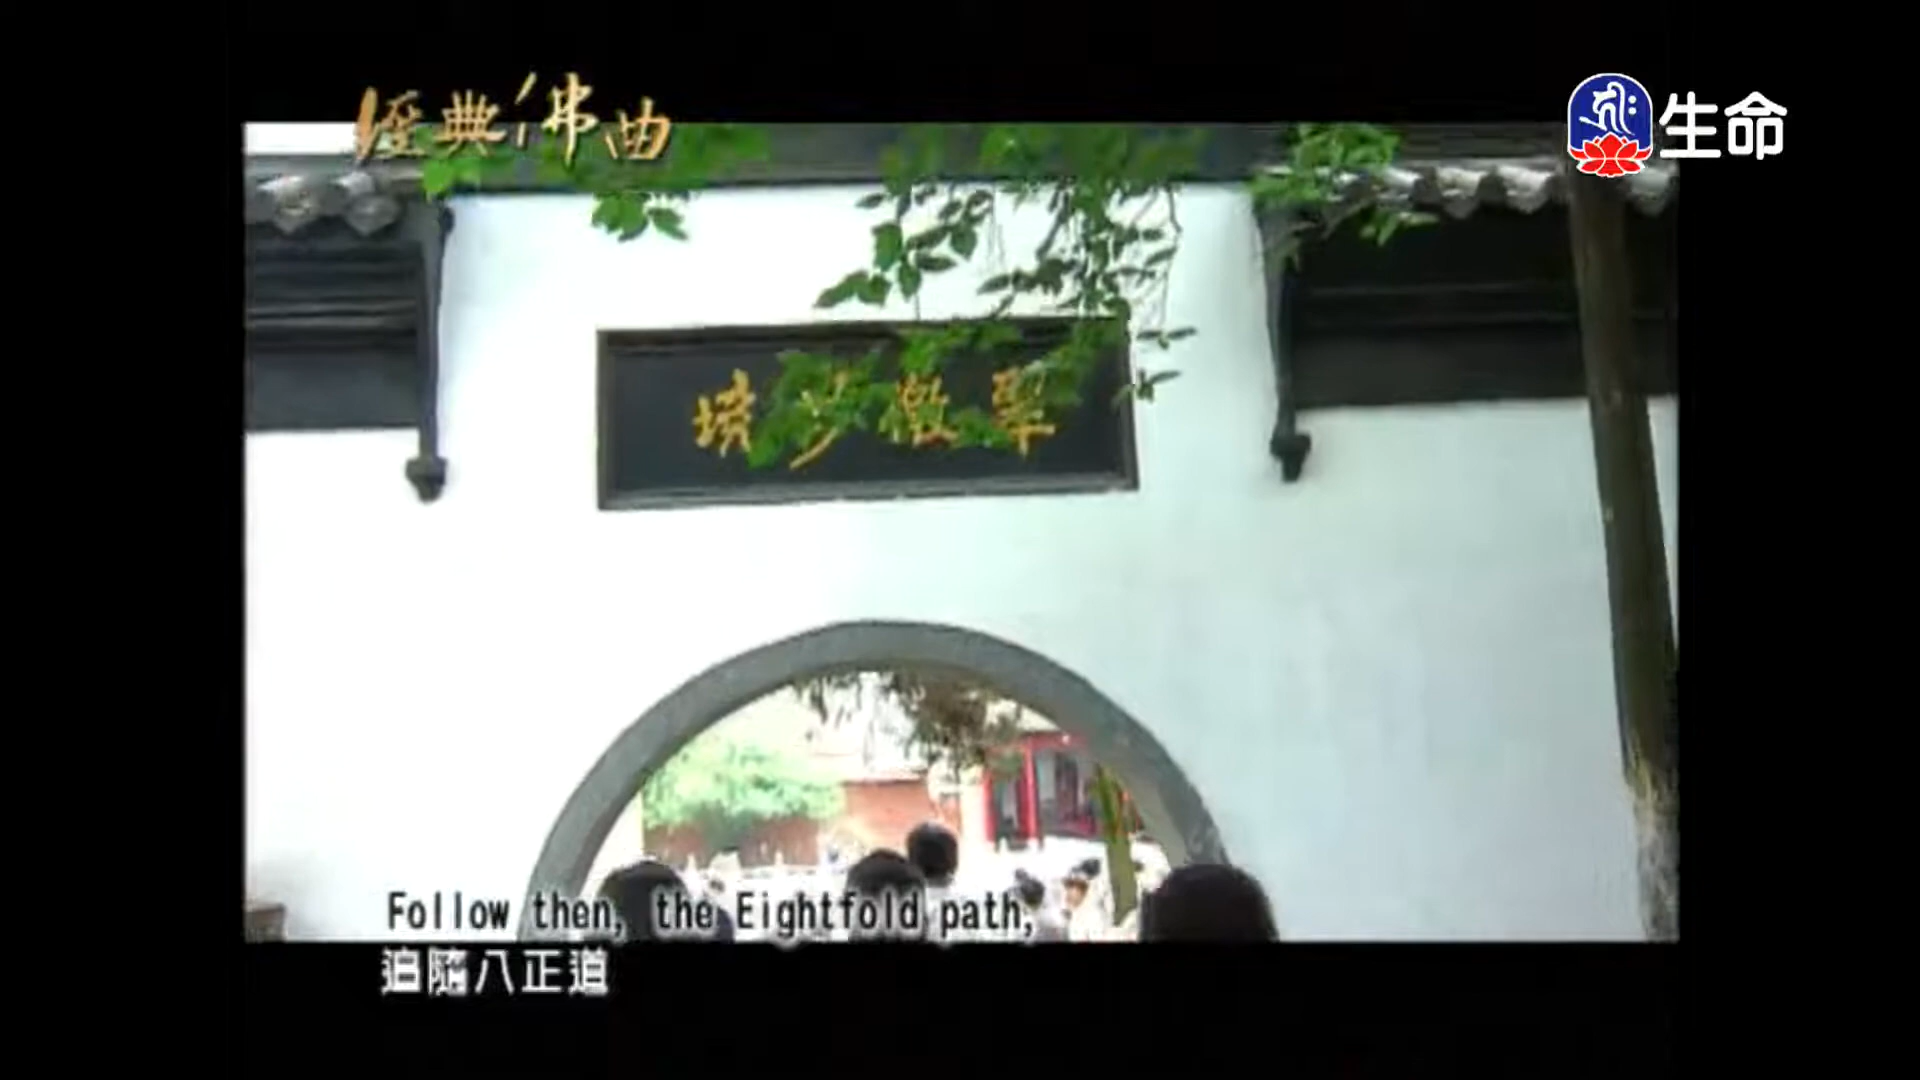 經典佛曲
生命
翠微步境
Follow then, the Eightfold path,
追隨八正道